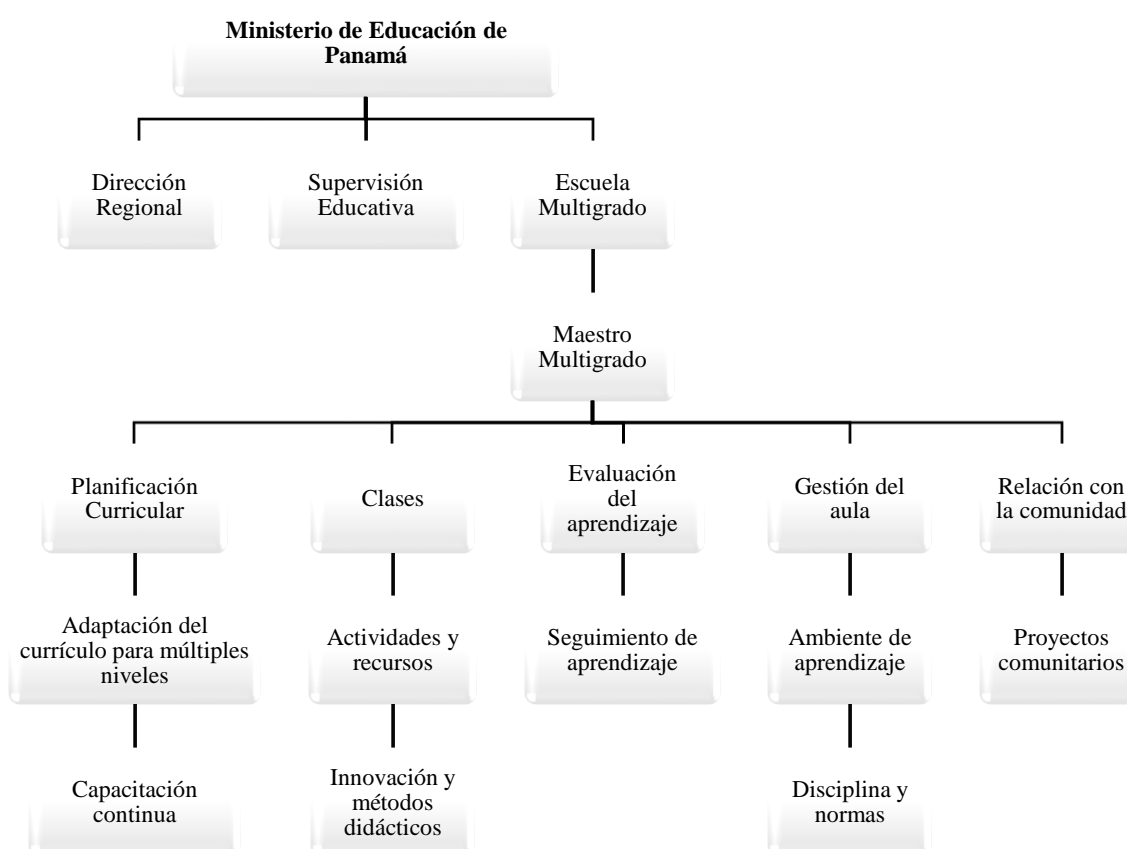 Ministerio de Educación de
Panamá
Dirección
Regional
Supervisión
Educativa
Escuela
Multigrado
Maestro
Multigrado
Planificación
Curricular
Clases
Evaluación
del
aprendizaje
Gestión del
aula
Relación con
la comunidad
Adaptación del
currículo para múltiples
niveles
Actividades y
recursos
Seguimiento de
aprendizaje
Ambiente de
aprendizaje
Proyectos
comunitarios
Capacitación
continua
Innovación y
métodos
didácticos
Disciplina y
normas